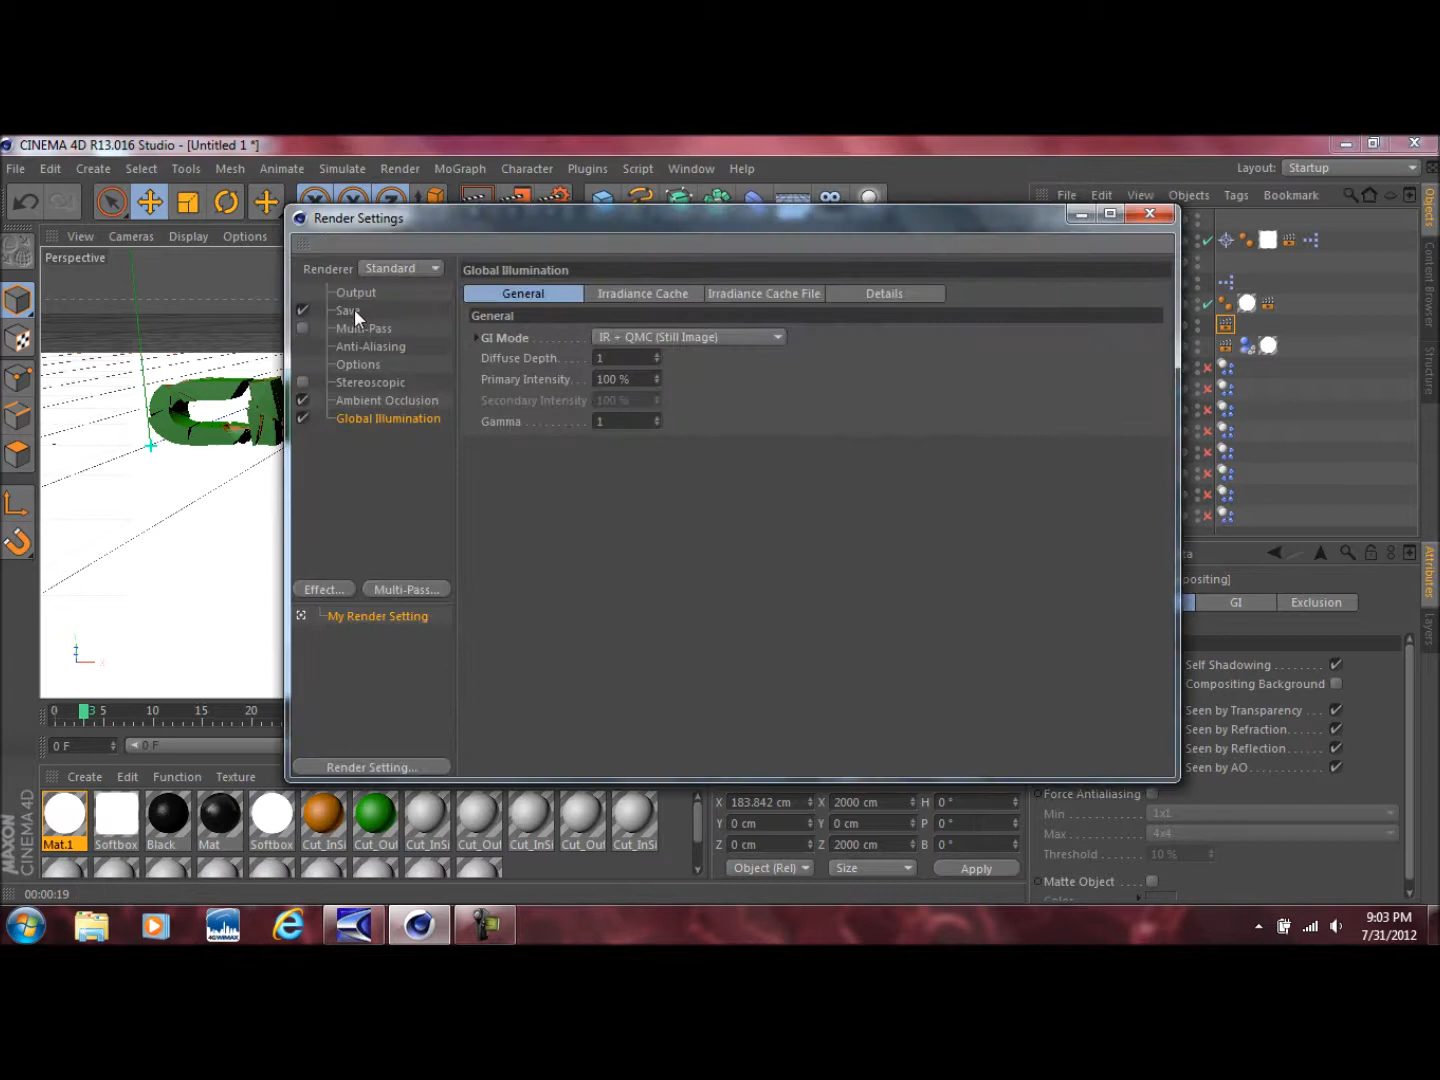 CINEMA 4D R13.016 Studio - [Untitled 1 *]
File Edit Create Select Tools Mesh Animate Simulate Render MoGraph Character Plugins Script Window Help
Layout: Startup
File Edit View Objects Tags Bookmark
View Cameras Display Options
Perspective
Render Settings
Renderer Standard
Output
Save
Multi-Pass
Anti-Aliasing
Options
Stereoscopic
Ambient Occlusion
Global Illumination
Effect... Multi-Pass...
My Render Setting
Render Setting...
Global Illumination
General Irradiance Cache Irradiance Cache File Details
General
GI Mode IR + QMC (Still Image)
Diffuse Depth 1
Primary Intensity 100 %
Secondary Intensity 100 %
Gamma 1
Objects
Content Browser
Structure
Attributes
Layers
GI Exclusion
Self Shadowing
Compositing Background
Seen by Transparency
Seen by Refraction
Seen by Reflection
Seen by AO
Force Antialiasing
Min 1x1
Max 4x4
Threshold 10 %
Matte Object
X
0 3 5 10 15 20
0 F 0 F
Create Edit Function Texture
Mat.1 Softbox Black Mat Softbox Cut_InSi Cut_Out Cut_InSi Cut_Out Cut_InSi Cut_Out Cut_InSi
X 183.842 cm X 2000 cm H 0 °
Y 0 cm Y 0 cm P 0 °
Z 0 cm Z 2000 cm B 0 °
Object (Rel) Size Apply
MAXON
CINEMA 4D
00:00:19
9:03 PM
7/31/2012